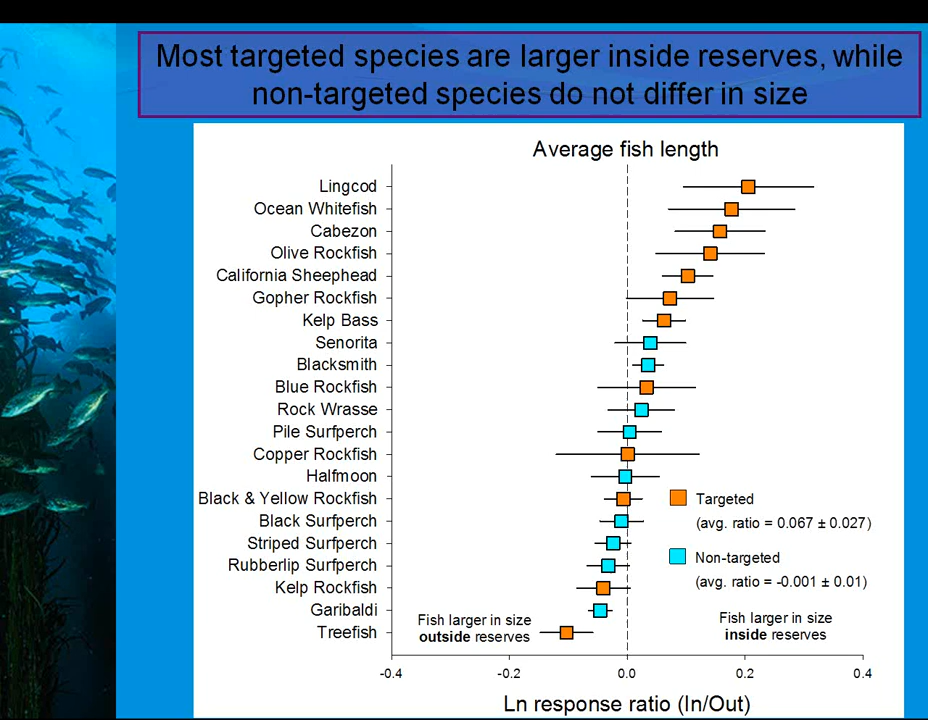 Most targeted species are larger inside reserves, while
non-targeted species do not differ in size
Average fish length
Lingcod
Ocean Whitefish
Cabezon
Olive Rockfish
California Sheephead
Gopher Rockfish
Kelp Bass
Senorita
Blacksmith
Blue Rockfish
Rock Wrasse
Pile Surfperch
Copper Rockfish
Halfmoon
Black & Yellow Rockfish
Black Surfperch
Striped Surfperch
Rubberlip Surfperch
Kelp Rockfish
Garibaldi
Treefish
Targeted
(avg. ratio = 0.067 ± 0.027)
Non-targeted
(avg. ratio = -0.001 ± 0.01)
Fish larger in size
outside reserves
Fish larger in size
inside reserves
-0.4 -0.2 0.0 0.2 0.4
Ln response ratio (In/Out)